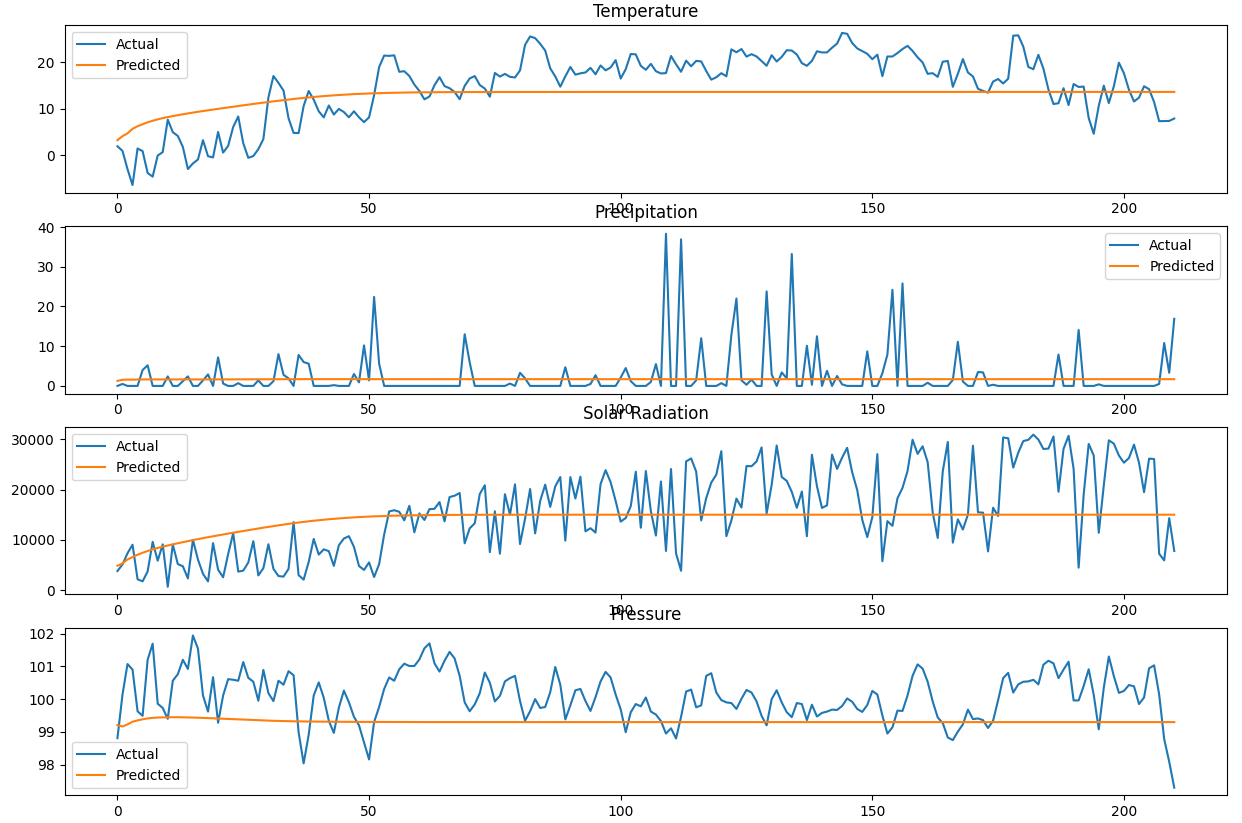 Temperature
Actual
Predicted
20
10
0
0 50 100 150 200
Precipitation
40
Actual
Predicted
30
20
10
0
0 50 100 150 200
Solar Radiation
30000
Actual
Predicted
20000
10000
0
0 50 100 150 200
Pressure
102
101
100
99
98
Actual
Predicted
0 50 100 150 200